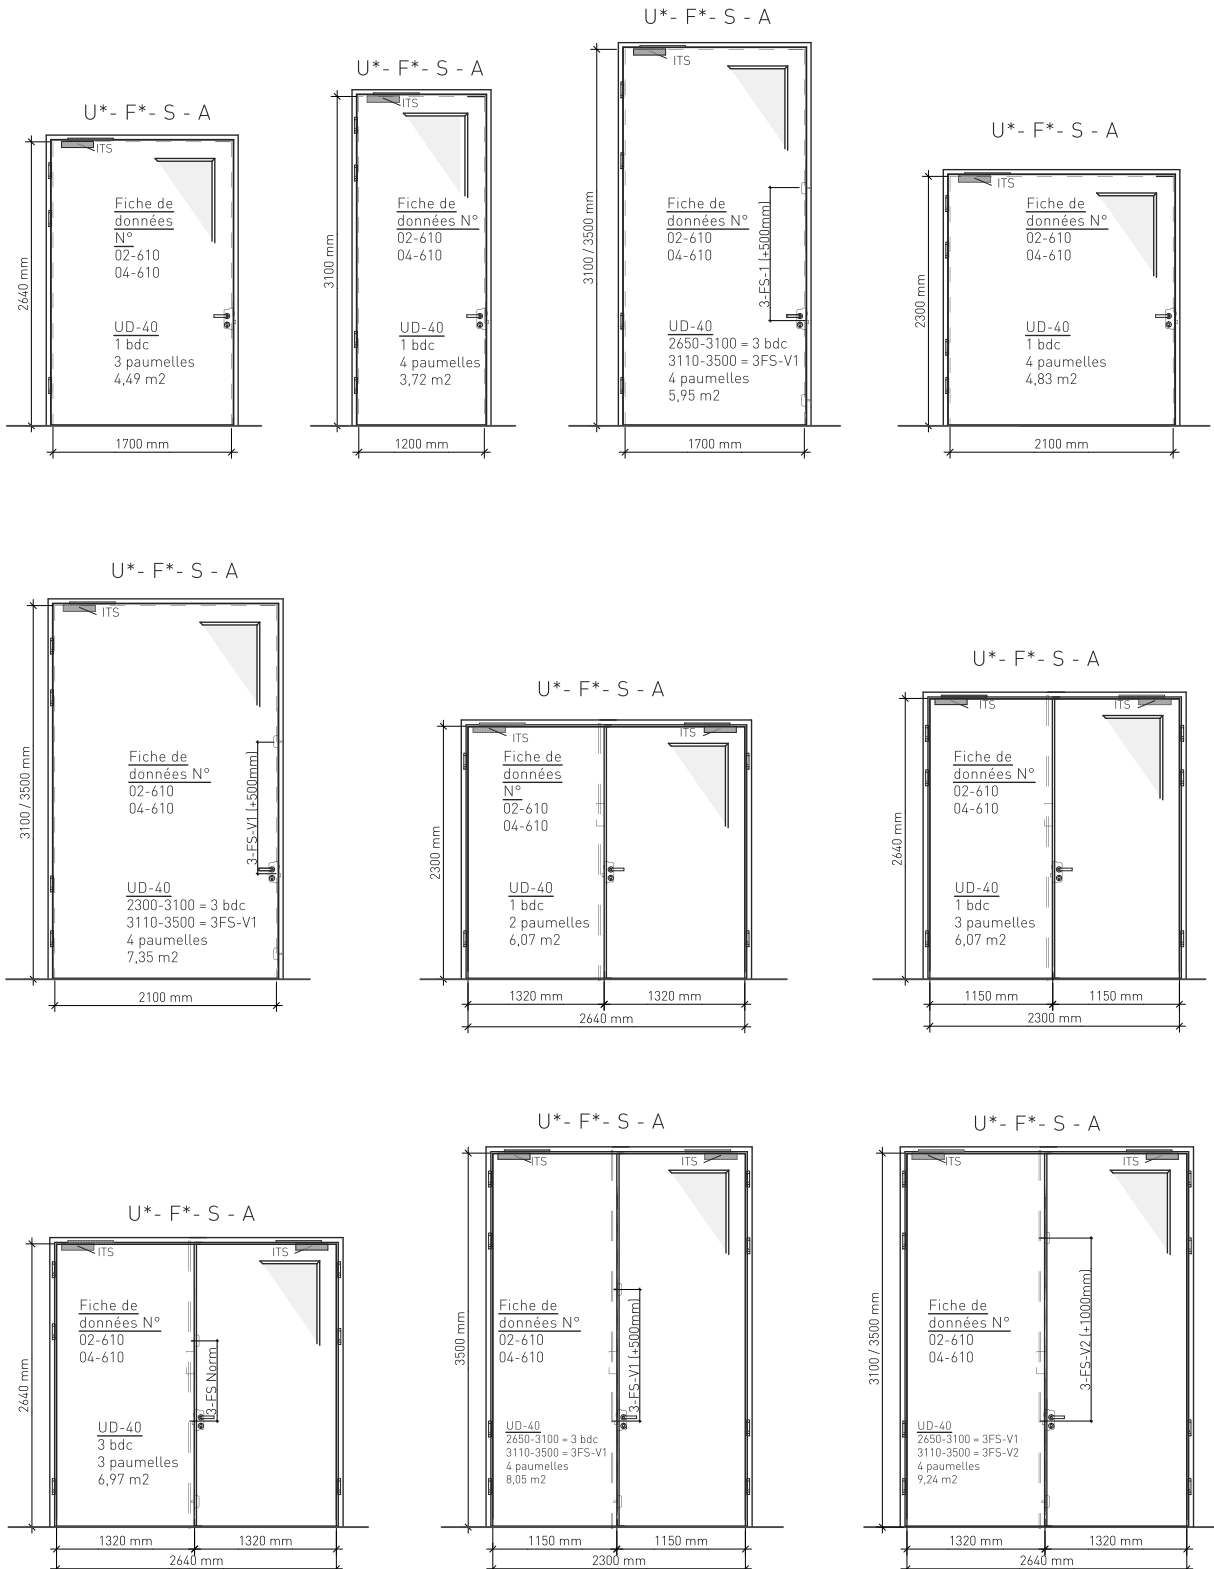 U*- F*- S - A
ITS
Fiche de
données
N°
02-610
04-610
UD-40
1 bdc
3 paumelles
4,49 m2
2640 mm
1700 mm
U*- F*- S - A
ITS
Fiche de
données N°
02-610
04-610
UD-40
1 bdc
4 paumelles
3,72 m2
3100 mm
1200 mm
U*- F*- S - A
ITS
Fiche de
données N°
02-610
04-610
UD-40
2650-3100 = 3 bdc
3110-3500 = 3FS-V1
4 paumelles
5,95 m2
3100 / 3500 mm
3-FS-1 (+500mm)
1700 mm
U*- F*- S - A
ITS
Fiche de
données N°
02-610
04-610
UD-40
1 bdc
4 paumelles
4,83 m2
2300 mm
2100 mm
U*- F*- S - A
ITS
Fiche de
données N°
02-610
04-610
UD-40
2300-3100 = 3 bdc
3110-3500 = 3FS-V1
4 paumelles
7,35 m2
3100 / 3500 mm
3-FS-V1 (+500mm)
2100 mm
U*- F*- S - A
ITS
ITS
Fiche de
données
N°
02-610
04-610
UD-40
1 bdc
2 paumelles
6,07 m2
2300 mm
1320 mm
1320 mm
2640 mm
U*- F*- S - A
ITS
ITS
Fiche de
données N°
02-610
04-610
UD-40
1 bdc
3 paumelles
6,07 m2
2640 mm
1150 mm
1150 mm
2300 mm
U*- F*- S - A
ITS
ITS
Fiche de
données N°
02-610
04-610
UD-40
3 bdc
3 paumelles
6,97 m2
2640 mm
3-FS Norm
1320 mm
1320 mm
2640 mm
U*- F*- S - A
ITS
ITS
Fiche de
données N°
02-610
04-610
UD-40
2650-3100 = 3 bdc
3110-3500 = 3FS-V1
4 paumelles
8,05 m2
3500 mm
3-FS-V1 (+500mm)
1150 mm
1150 mm
2300 mm
U*- F*- S - A
ITS
ITS
Fiche de
données N°
02-610
04-610
UD-40
2650-3100 = 3FS-V1
3110-3500 = 3FS-V2
4 paumelles
9,24 m2
3100 / 3500 mm
3-FS-V2 (+1000mm)
1320 mm
1320 mm
2640 mm